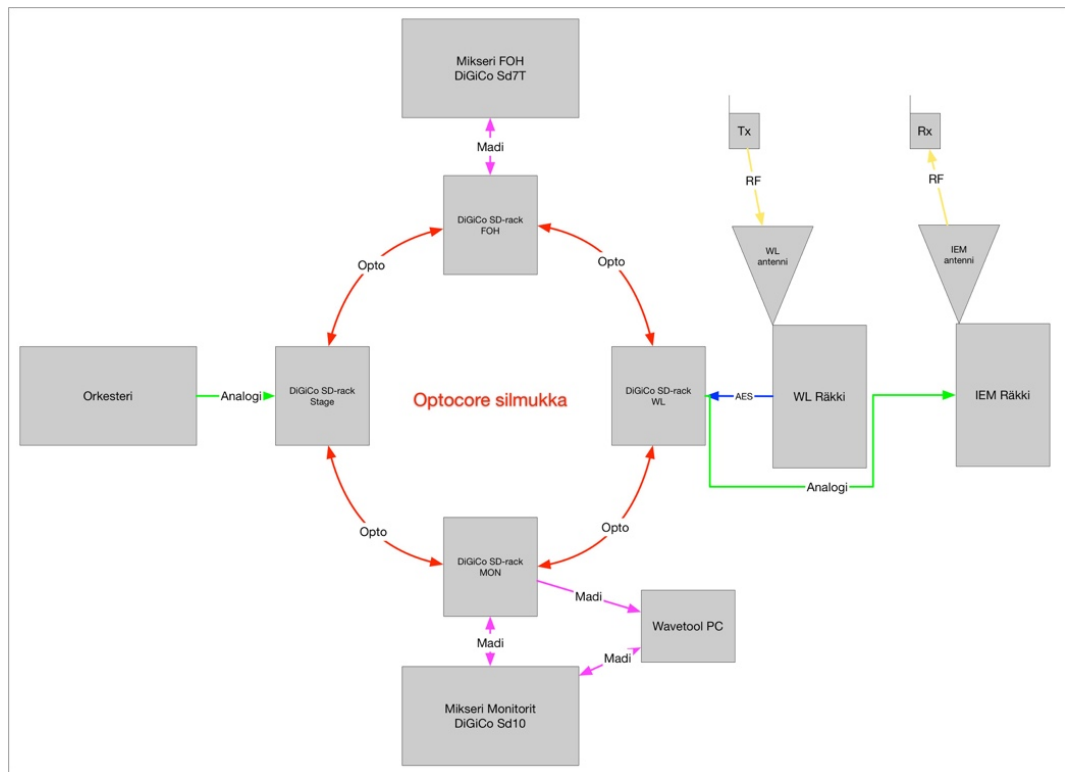 Mikseri FOH
DiGiCo Sd7T
Madi
Tx
Rx
RF
RF
DiGiCo SD-rack
FOH
WL
antenni
IEM
antenni
Opto
Opto
Orkesteri
Analogi
DiGiCo SD-rack
Stage
Optocore silmukka
DiGiCo SD-rack
WL
AES
WL Räkki
IEM Räkki
Analogi
Opto
Opto
DiGiCo SD-rack
MON
Madi
Wavetool PC
Madi
Madi
Mikseri Monitorit
DiGiCo Sd10